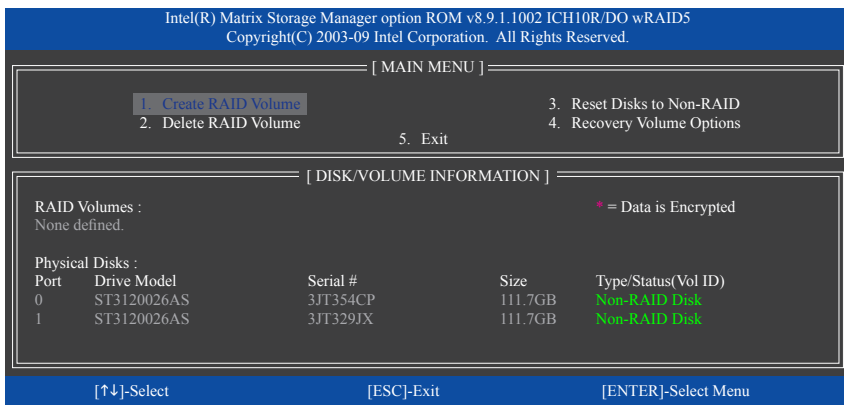 Intel(R) Matrix Storage Manager option ROM v8.9.1.1002 ICH10R/DO wRAID5
Copyright(C) 2003-09 Intel Corporation. All Rights Reserved.
[ MAIN MENU ]
1. Create RAID Volume 3. Reset Disks to Non-RAID
2. Delete RAID Volume 4. Recovery Volume Options
5. Exit
[ DISK/VOLUME INFORMATION ]
RAID Volumes : * = Data is Encrypted
None defined.
Physical Disks :
Port Drive Model Serial # Size Type/Status(Vol ID)
0 ST3120026AS 3JT354CP 111.7GB Non-RAID Disk
1 ST3120026AS 3JT329JX 111.7GB Non-RAID Disk
[↑↓]-Select [ESC]-Exit [ENTER]-Select Menu